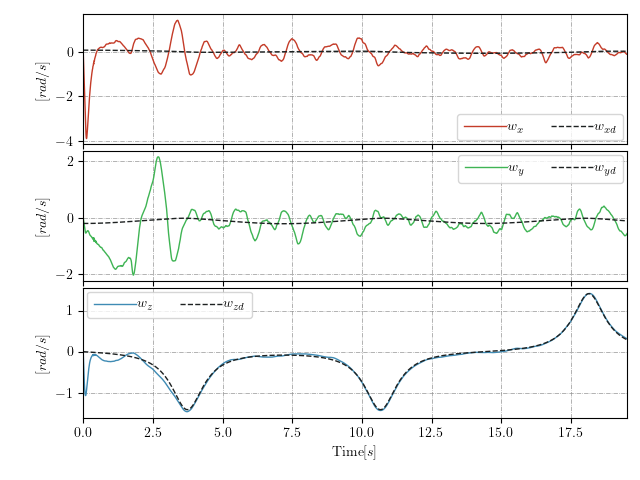 0
−2
−4
[rad/s]
w_x w_xd
2
0
−2
[rad/s]
w_y w_yd
1
0
−1
[rad/s]
w_z w_zd
0.0 2.5 5.0 7.5 10.0 12.5 15.0 17.5
Time[s]